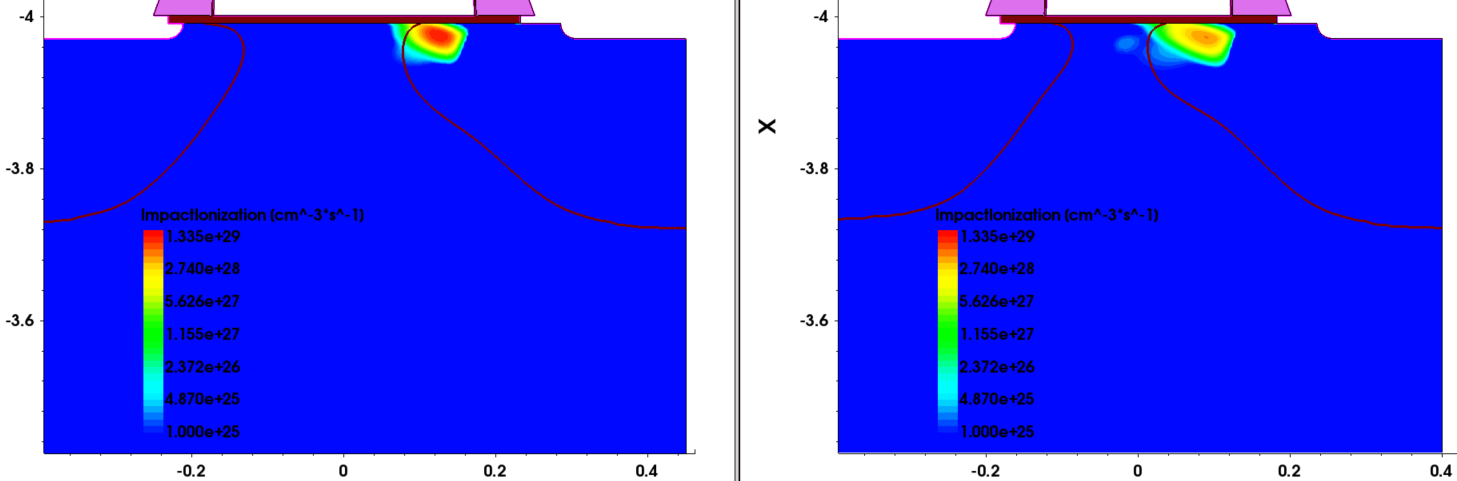 -4
-3.8
-3.6
ImpactIonization (cm^-3*s^-1)
1.335e+29
2.740e+28
5.626e+27
1.155e+27
2.372e+26
4.870e+25
1.000e+25
-0.2 0 0.2 0.4
X
-4
-3.8
-3.6
ImpactIonization (cm^-3*s^-1)
1.335e+29
2.740e+28
5.626e+27
1.155e+27
2.372e+26
4.870e+25
1.000e+25
-0.2 0 0.2 0.4